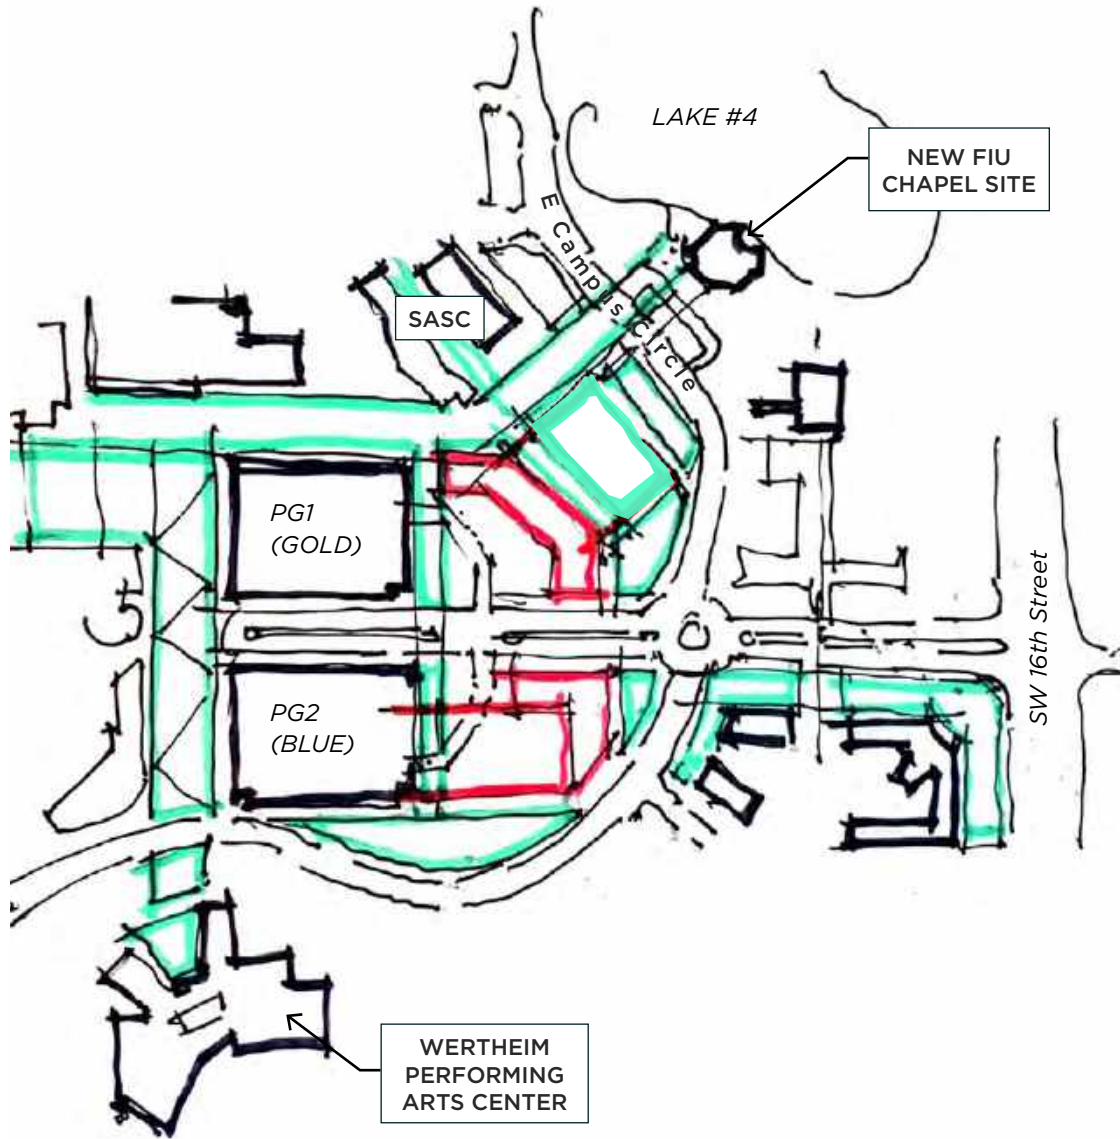 LAKE #4
NEW FIU
CHAPEL SITE
E Campus Circle
SASC
PG1
(GOLD)
SW 16th Street
PG2
(BLUE)
WERTHEIM
PERFORMING
ARTS CENTER